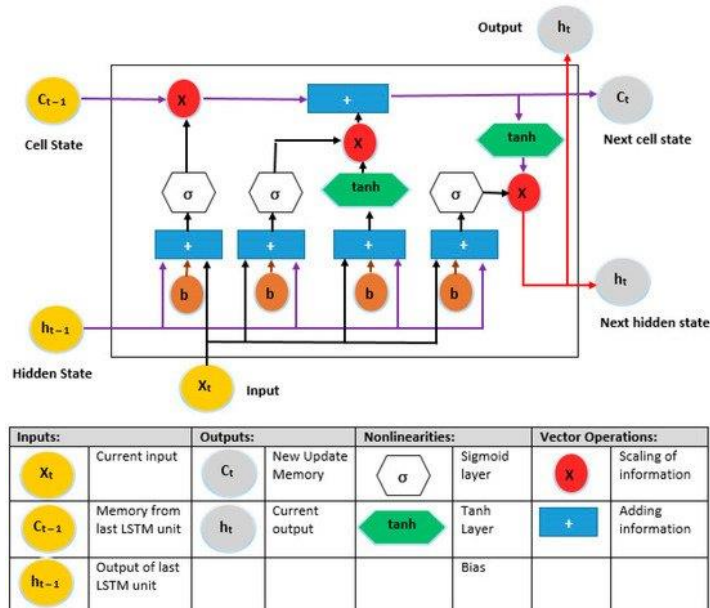 Output
hₜ
Cₜ₋₁
X
+
Cₜ
Cell State
tanh
Next cell state
X
σ
σ
tanh
σ
X
+
+
+
+
b
b
b
b
hₜ
hₜ₋₁
Next hidden state
Hidden State
Xₜ
Input
Inputs:
Outputs:
Nonlinearities:
Vector Operations:
Xₜ
Current input
Cₜ
New Update
Memory
σ
Sigmoid
layer
X
Scaling of
information
Cₜ₋₁
Memory from
last LSTM unit
hₜ
Current
output
tanh
Tanh
Layer
+
Adding
information
hₜ₋₁
Output of last
LSTM unit
Bias